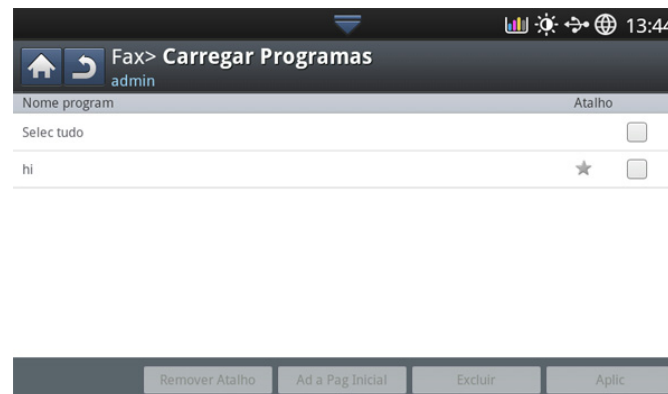 13:44
Fax> Carregar Programas
admin
Nome program Atalho
Selec tudo
hi
Remover Atalho Ad a Pag Inicial Excluir Aplic